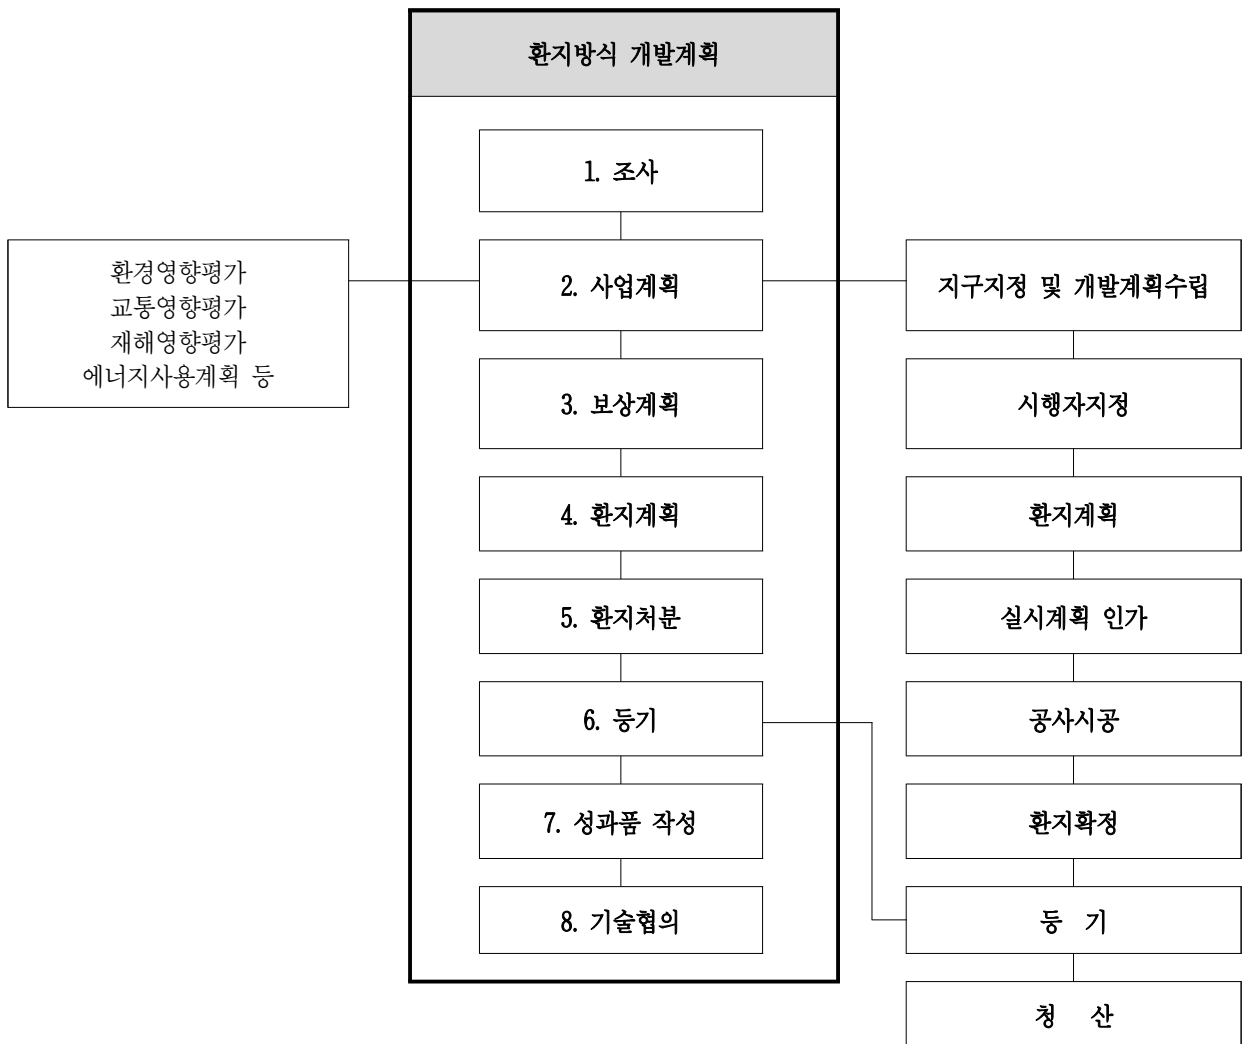 환지방식 개발계획
1. 조사
2. 사업계획
3. 보상계획
4. 환지계획
5. 환지처분
6. 등기
7. 성과품 작성
8. 기술협의
환경영향평가
교통영향평가
재해영향평가
에너지사용계획 등
지구지정 및 개발계획수립
시행자지정
환지계획
실시계획 인가
공사시공
환지확정
등 기
청 산